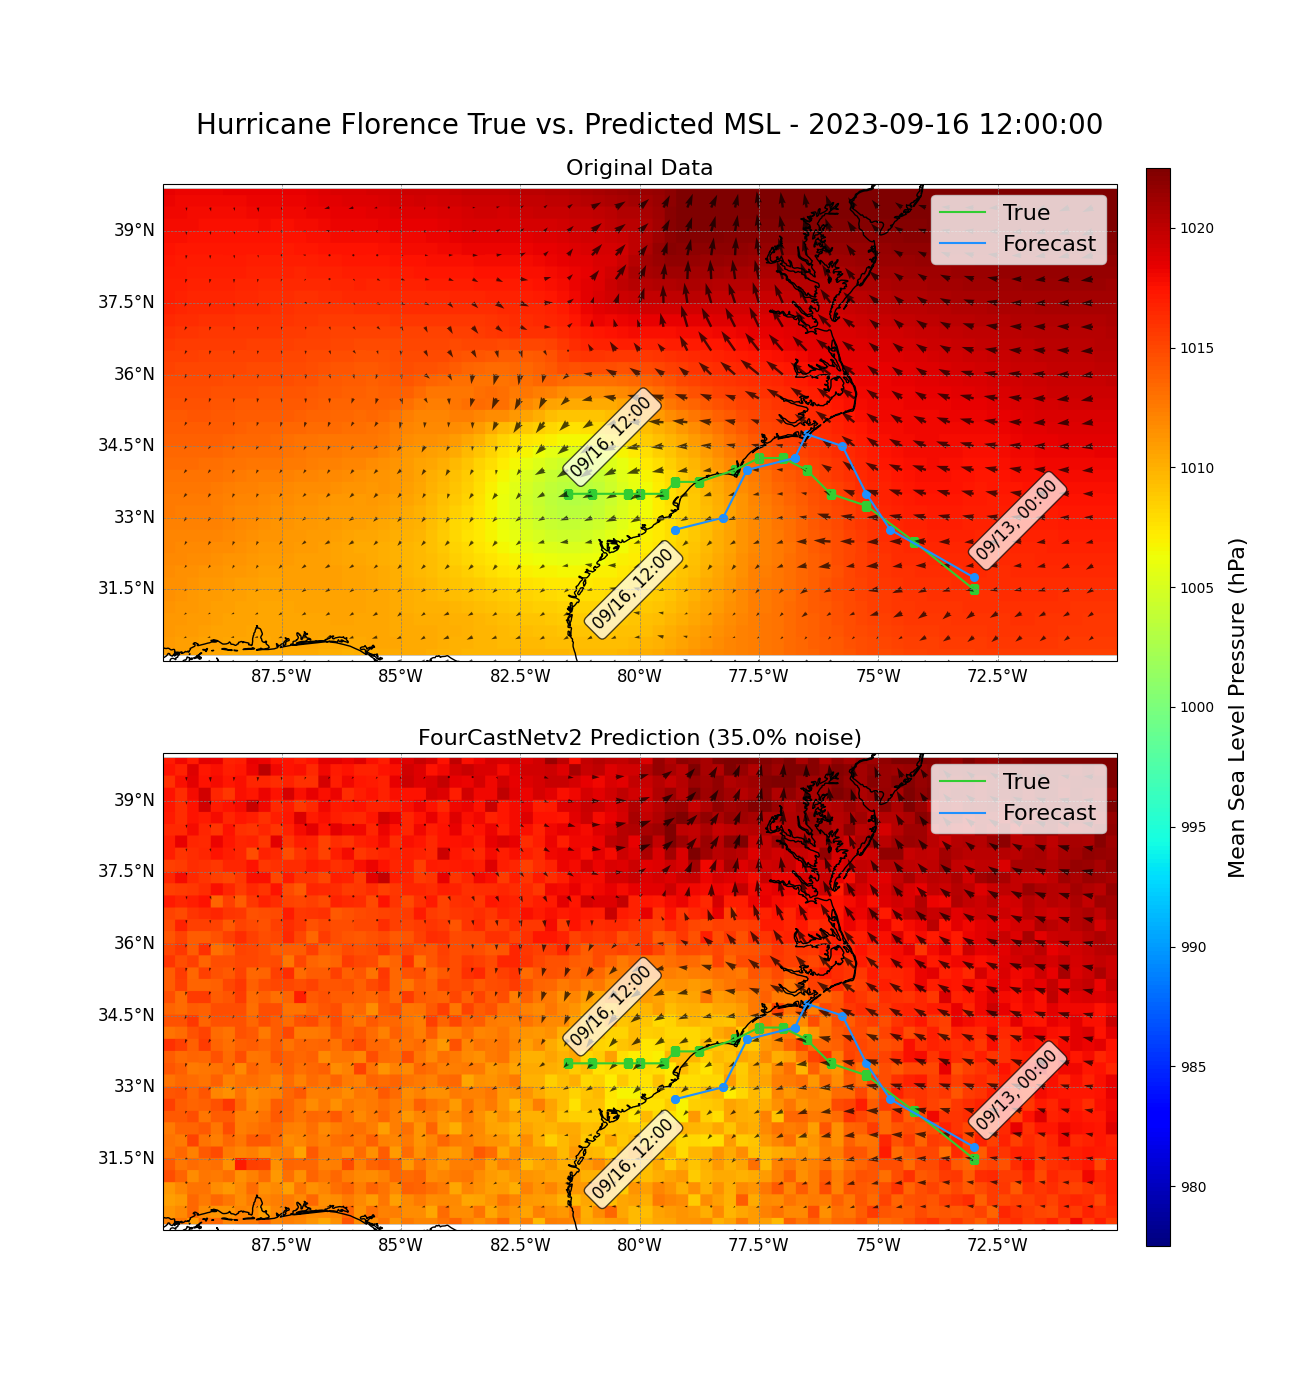 Hurricane Florence True vs. Predicted MSL - 2023-09-16 12:00:00
Original Data
True
Forecast
39°N
37.5°N
36°N
34.5°N
33°N
31.5°N
09/16, 12:00
09/13, 00:00
09/16, 12:00
87.5°W 85°W 82.5°W 80°W 77.5°W 75°W 72.5°W
FourCastNetv2 Prediction (35.0% noise)
True
Forecast
39°N
37.5°N
36°N
34.5°N
33°N
31.5°N
09/16, 12:00
09/13, 00:00
09/16, 12:00
87.5°W 85°W 82.5°W 80°W 77.5°W 75°W 72.5°W
1020
1015
1010
1005
1000
995
990
985
980
Mean Sea Level Pressure (hPa)